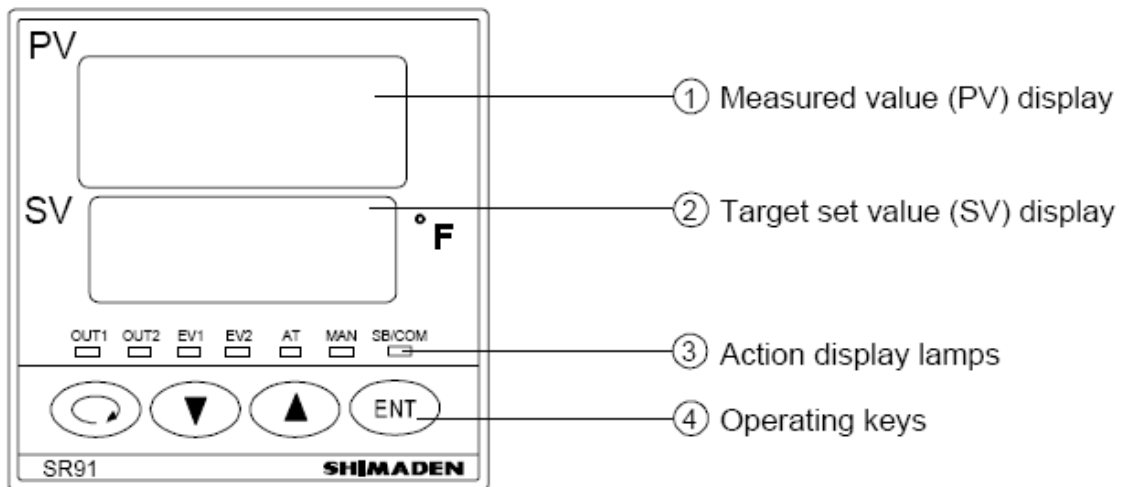 PV
① Measured value (PV) display
SV
② Target set value (SV) display
°F
OUT1 OUT2 EV1 EV2 AT MAN SB/COM
③ Action display lamps
ENT
④ Operating keys
SR91 SHIMADEN